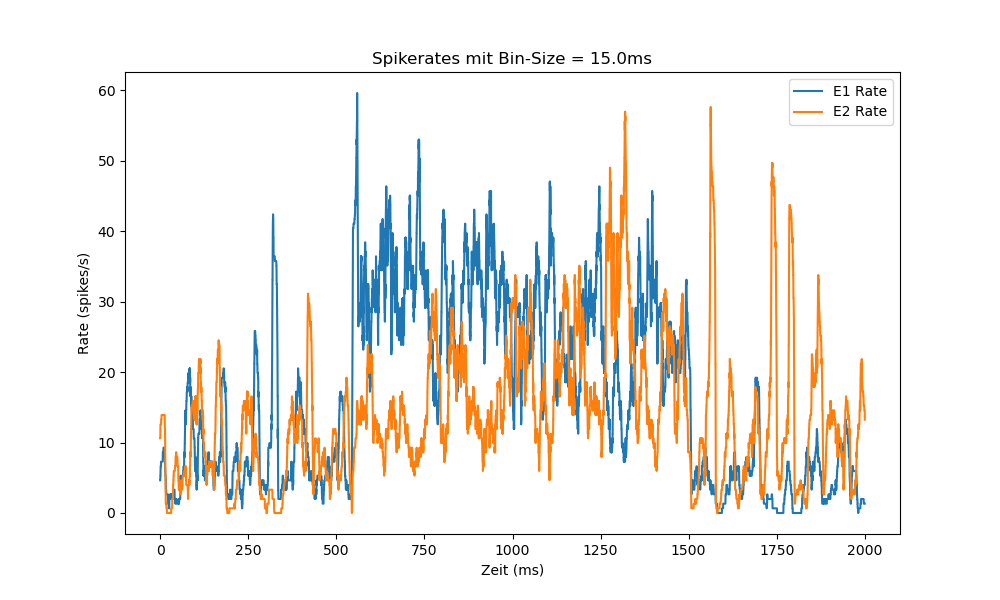 Spikerates mit Bin-Size = 15.0ms
E1 Rate
E2 Rate
60
50
40
30
20
10
0
Rate (spikes/s)
0 250 500 750 1000 1250 1500 1750 2000
Zeit (ms)